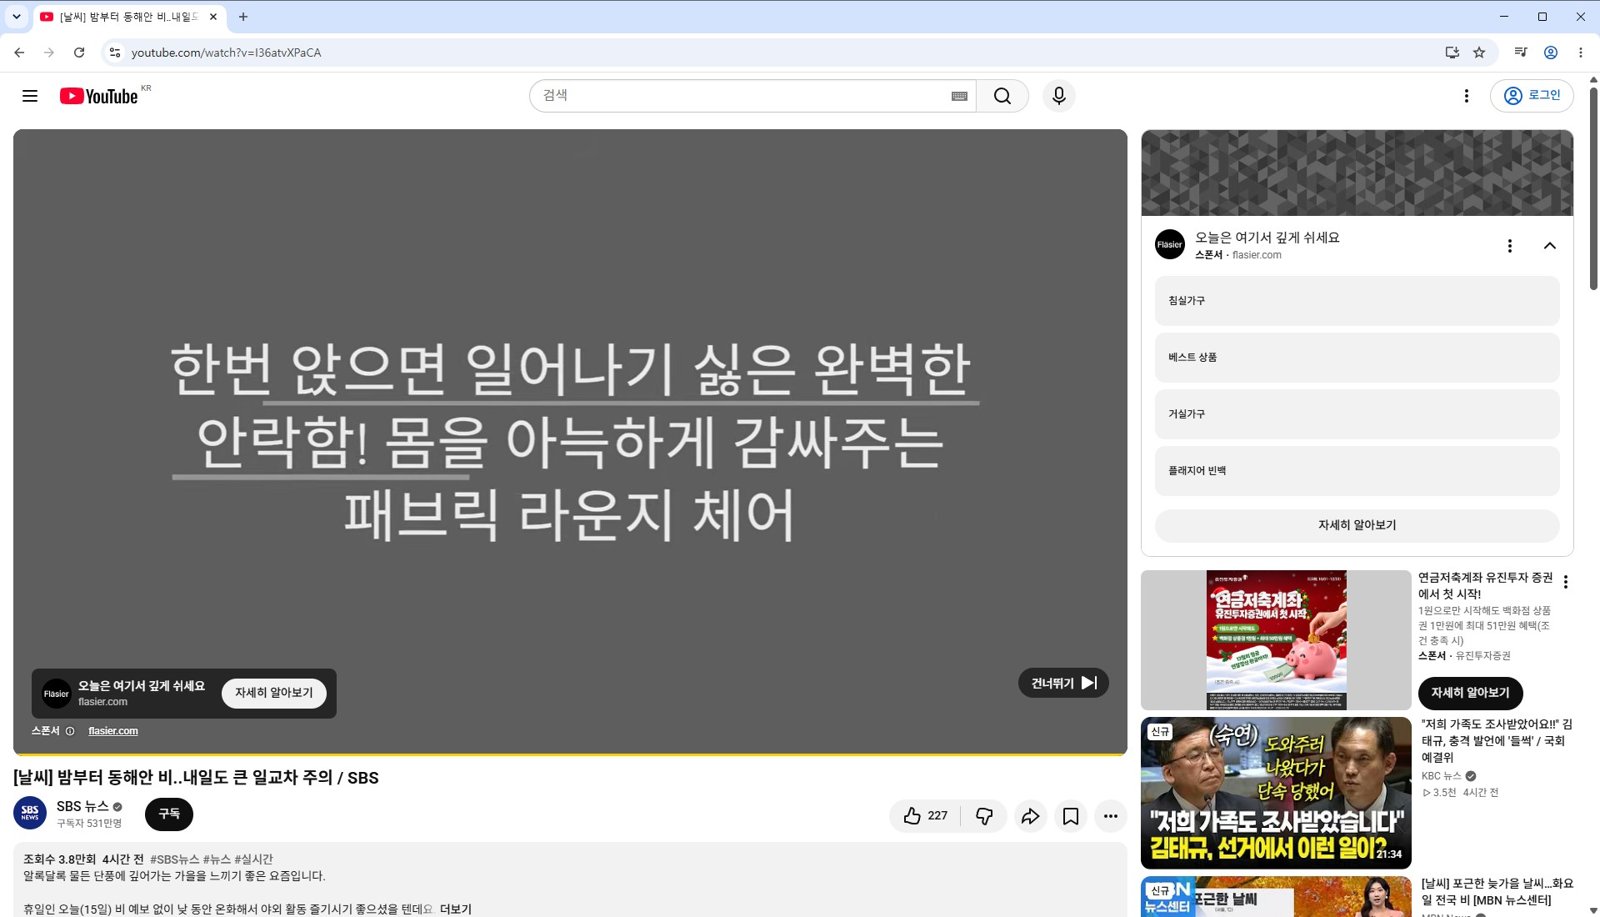 [날씨] 밤부터 동해안 비..내일도
youtube.com/watch?v=I36atvXPaCA
YouTube KR
검색
로그인
한번 앉으면 일어나기 싫은 완벽한
안락함! 몸을 아늑하게 감싸주는
패브릭 라운지 체어
Flasier
오늘은 여기서 깊게 쉬세요
flasier.com
자세히 알아보기
건너뛰기
스폰서
flasier.com
[날씨] 밤부터 동해안 비..내일도 큰 일교차 주의 / SBS
SBS
NEWS
SBS 뉴스
구독자 531만명
구독
227
조회수 3.8만회 4시간 전 #SBS뉴스 #뉴스 #실시간
알록달록 물든 단풍에 깊어가는 가을을 느끼기 좋은 요즘입니다.
휴일인 오늘(15일) 비 예보 없이 낮 동안 온화해서 야외 활동 즐기시기 좋으셨을 텐데요. 더보기
Flasier
오늘은 여기서 깊게 쉬세요
스폰서 · flasier.com
침실가구
베스트 상품
거실가구
플래지어 빈백
자세히 알아보기
연금저축계좌
유진투자증권에서 첫 시작
연금저축계좌 유진투자 증권
에서 첫 시작!
1원으로만 시작해도 백화점 상품
권 1만원에 최대 51만원 혜택(조
건 충족 시)
스폰서 · 유진투자증권
자세히 알아보기
신규
(숙연)
도와주러
나왔다가
단속 당했어
"저희 가족도 조사받았습니다"
김태규, 선거에서 이런 일이?
21:34
"저희 가족도 조사받았어요!!" 김
태규, 충격 발언에 '들썩' / 국회
예결위
KBC 뉴스
3.5천 4시간 전
신규
뉴스센터
포근한 날씨
[날씨] 포근한 늦가을 날씨…화요
일 전국 비 [MBN 뉴스센터]